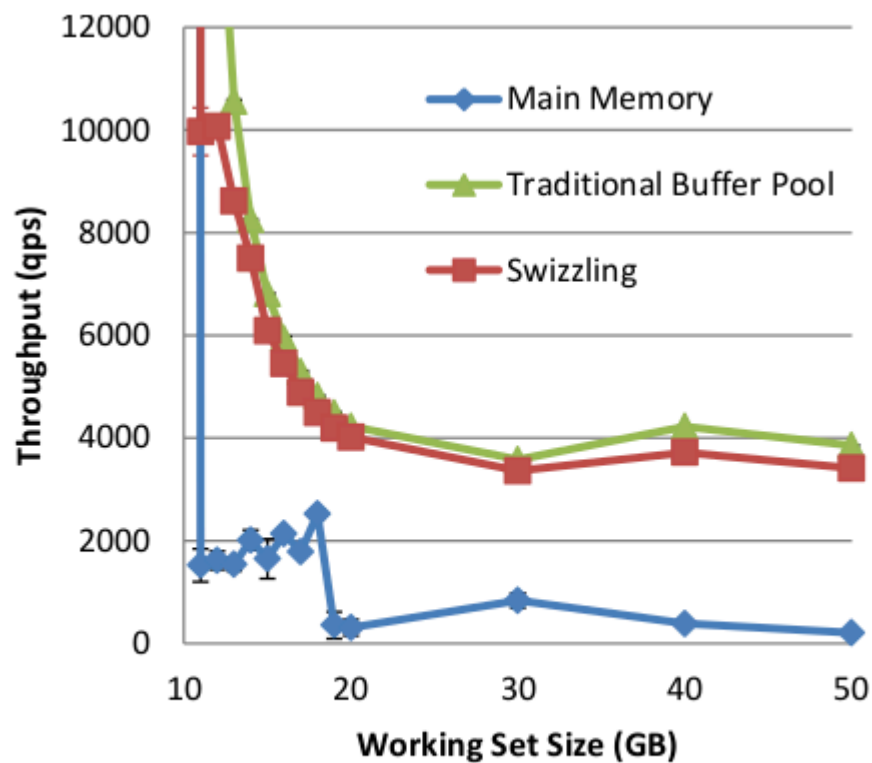 12000
10000
8000
6000
4000
2000
0
Throughput (qps)
Main Memory
Traditional Buffer Pool
Swizzling
10 20 30 40 50
Working Set Size (GB)